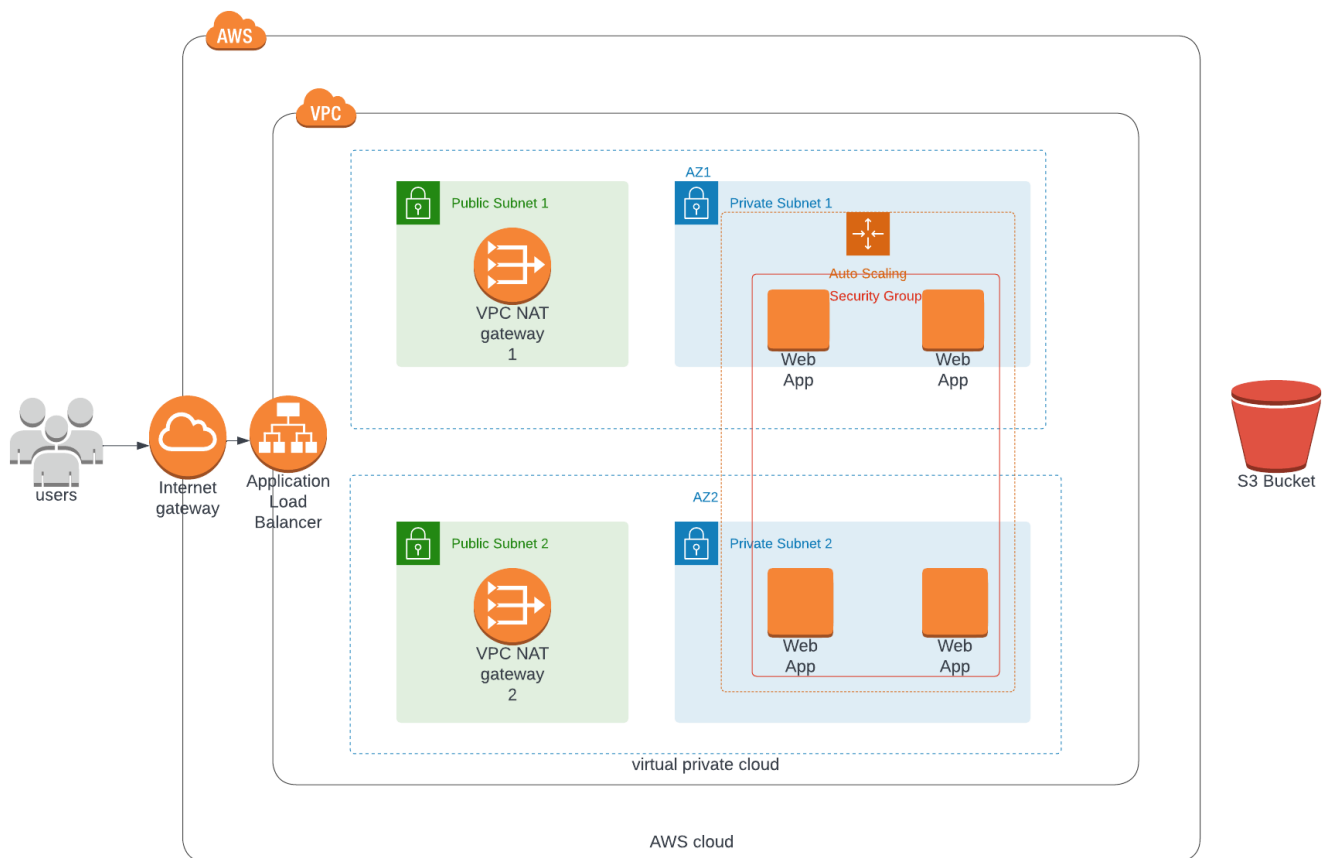 AWS
VPC
AZ1
Public Subnet 1
Private Subnet 1
Auto Scaling
Security Group
VPC NAT
gateway
1
Web
App
Web
App
users
Internet
gateway
Application
Load
Balancer
S3 Bucket
AZ2
Public Subnet 2
Private Subnet 2
VPC NAT
gateway
2
Web
App
Web
App
virtual private cloud
AWS cloud